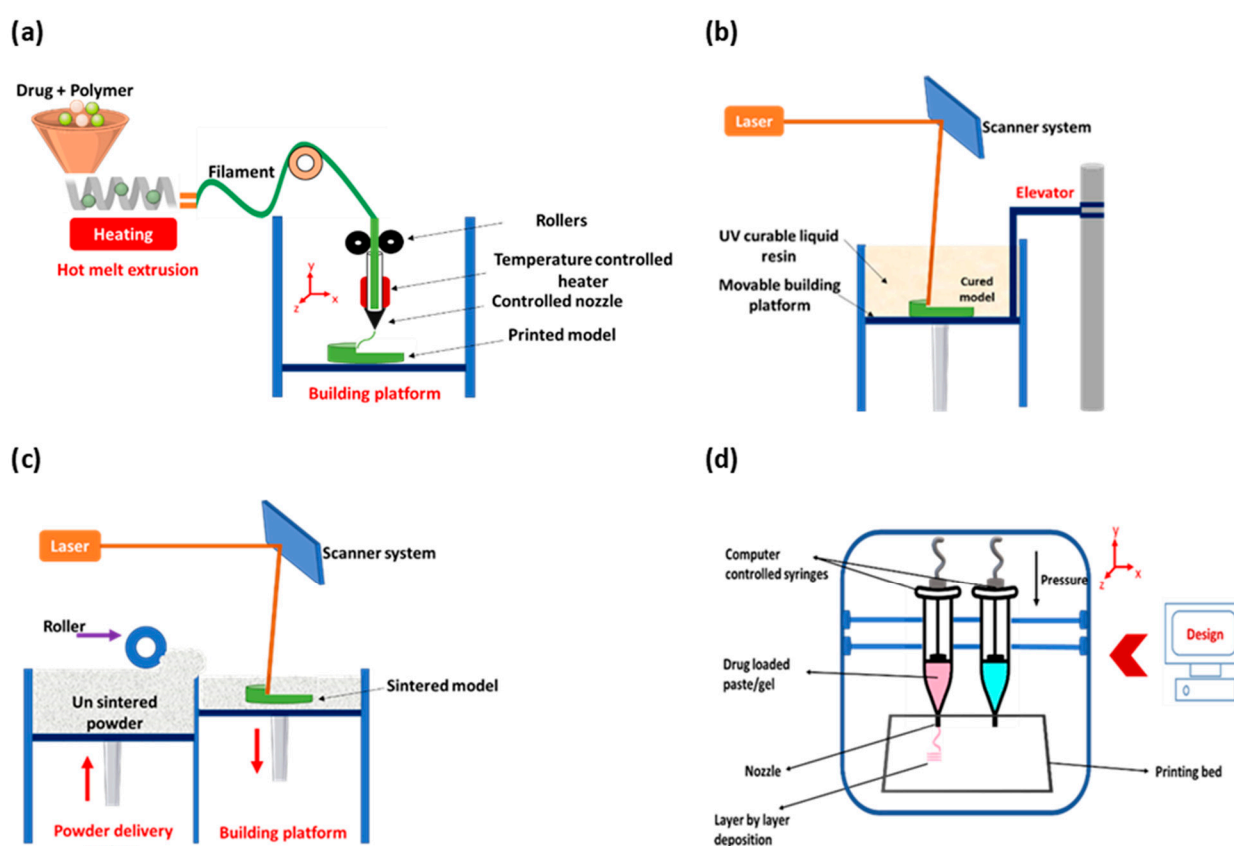 (a)
Drug + Polymer
Filament
Heating
Hot melt extrusion
Rollers
Temperature controlled
heater
Controlled nozzle
Printed model
y
x
z
Building platform
(b)
Laser
Scanner system
Elevator
UV curable liquid
resin
Movable building
platform
Cured
model
(c)
Laser
Scanner system
Roller
Un sintered
powder
Sintered model
Powder delivery
Building platform
(d)
Computer
controlled syringes
Pressure
y
x
z
Design
Drug loaded
paste/gel
Nozzle
Printing bed
Layer by layer
deposition